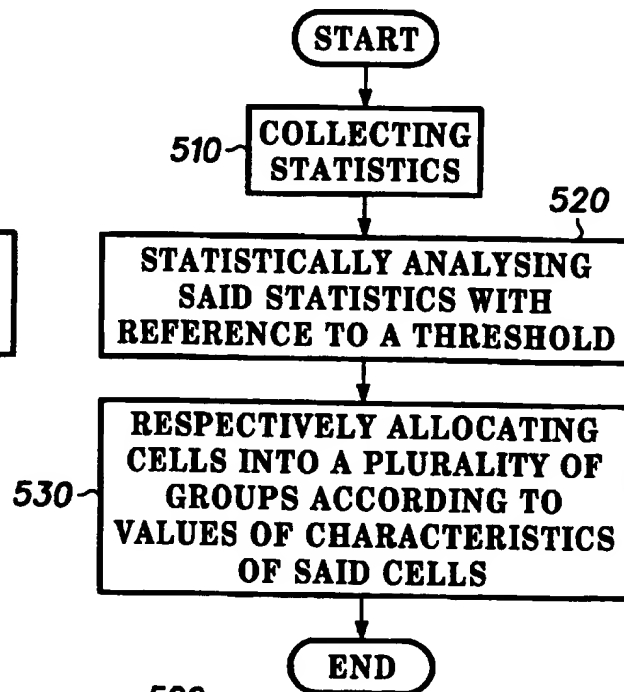 START
510
COLLECTING
STATISTICS
520
STATISTICALLY ANALYSING
SAID STATISTICS WITH
REFERENCE TO A THRESHOLD
530
RESPECTIVELY ALLOCATING
CELLS INTO A PLURALITY OF
GROUPS ACCORDING TO
VALUES OF CHARACTERISTICS
OF SAID CELLS
END